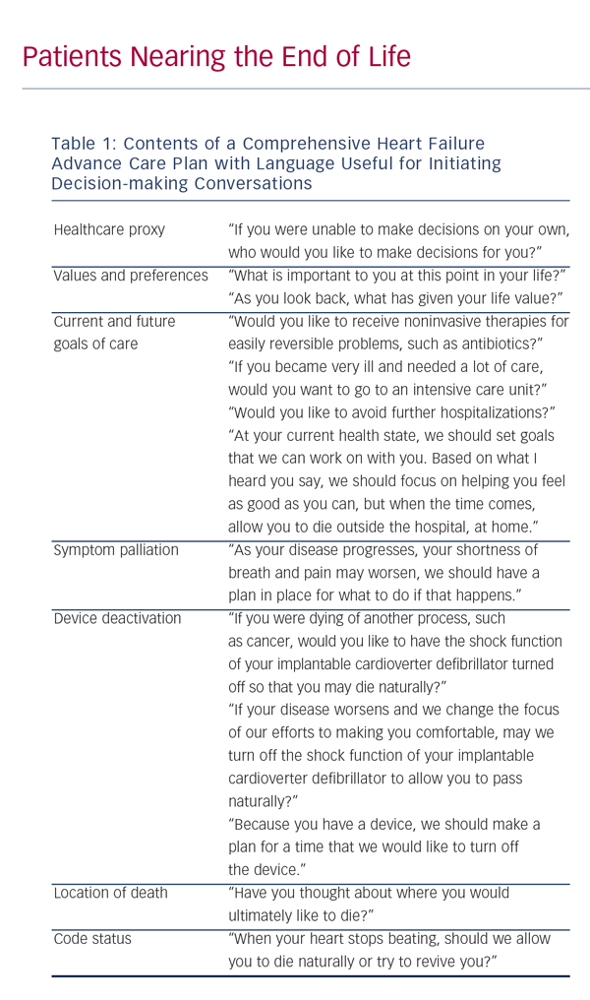 Patients Nearing the End of Life
Table 1: Contents of a Comprehensive Heart Failure
Advance Care Plan with Language Useful for Initiating
Decision-making Conversations
Healthcare proxy “If you were unable to make decisions on your own,
who would you like to make decisions for you?”
Values and preferences “What is important to you at this point in your life?”
“As you look back, what has given your life value?”
Current and future “Would you like to receive noninvasive therapies for
goals of care easily reversible problems, such as antibiotics?”
“If you became very ill and needed a lot of care,
would you want to go to an intensive care unit?”
“Would you like to avoid further hospitalizations?”
“At your current health state, we should set goals
that we can work on with you. Based on what I
heard you say, we should focus on helping you feel
as good as you can, but when the time comes,
allow you to die outside the hospital, at home.”
Symptom palliation “As your disease progresses, your shortness of
breath and pain may worsen, we should have a
plan in place for what to do if that happens.”
Device deactivation “If you were dying of another process, such
as cancer, would you like to have the shock function
of your implantable cardioverter defibrillator turned
off so that you may die naturally?”
“If your disease worsens and we change the focus
of our efforts to making you comfortable, may we
turn off the shock function of your implantable
cardioverter defibrillator to allow you to pass
naturally?”
“Because you have a device, we should make a
plan for a time that we would like to turn off
the device.”
Location of death “Have you thought about where you would
ultimately like to die?”
Code status “When your heart stops beating, should we allow
you to die naturally or try to revive you?”